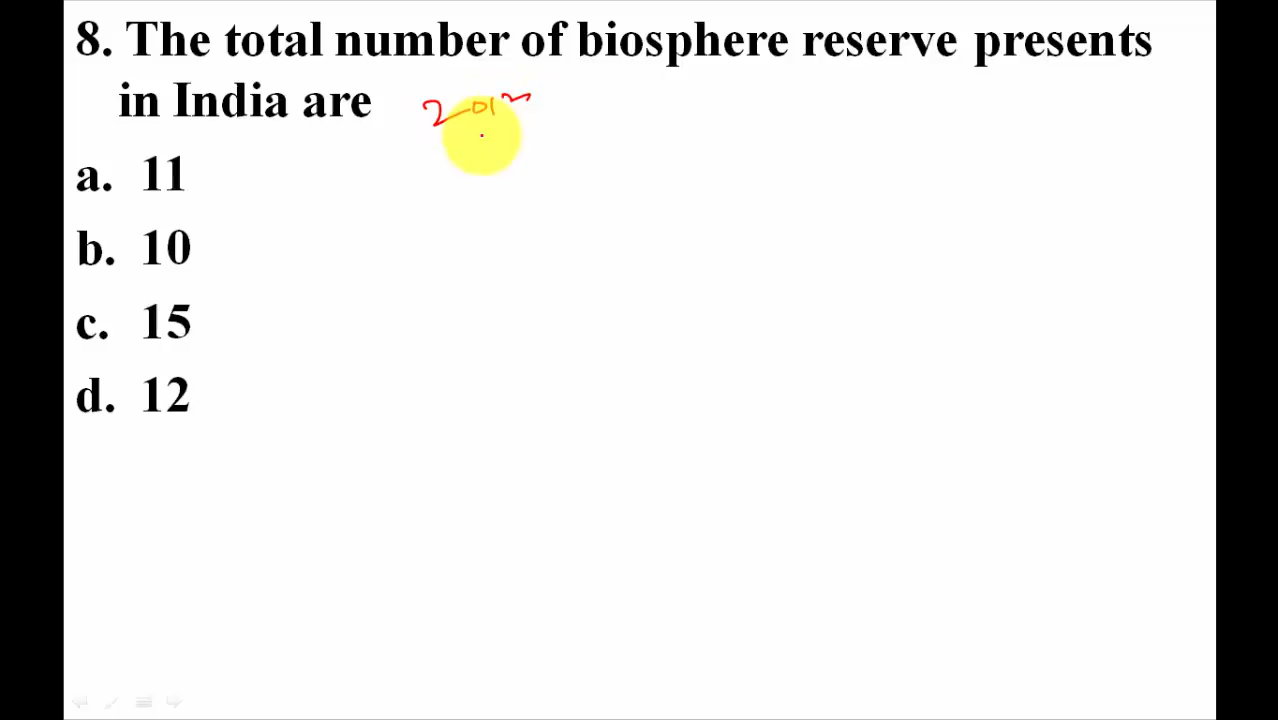 8. The total number of biosphere reserve presents
in India are
a. 11
b. 10
c. 15
d. 12